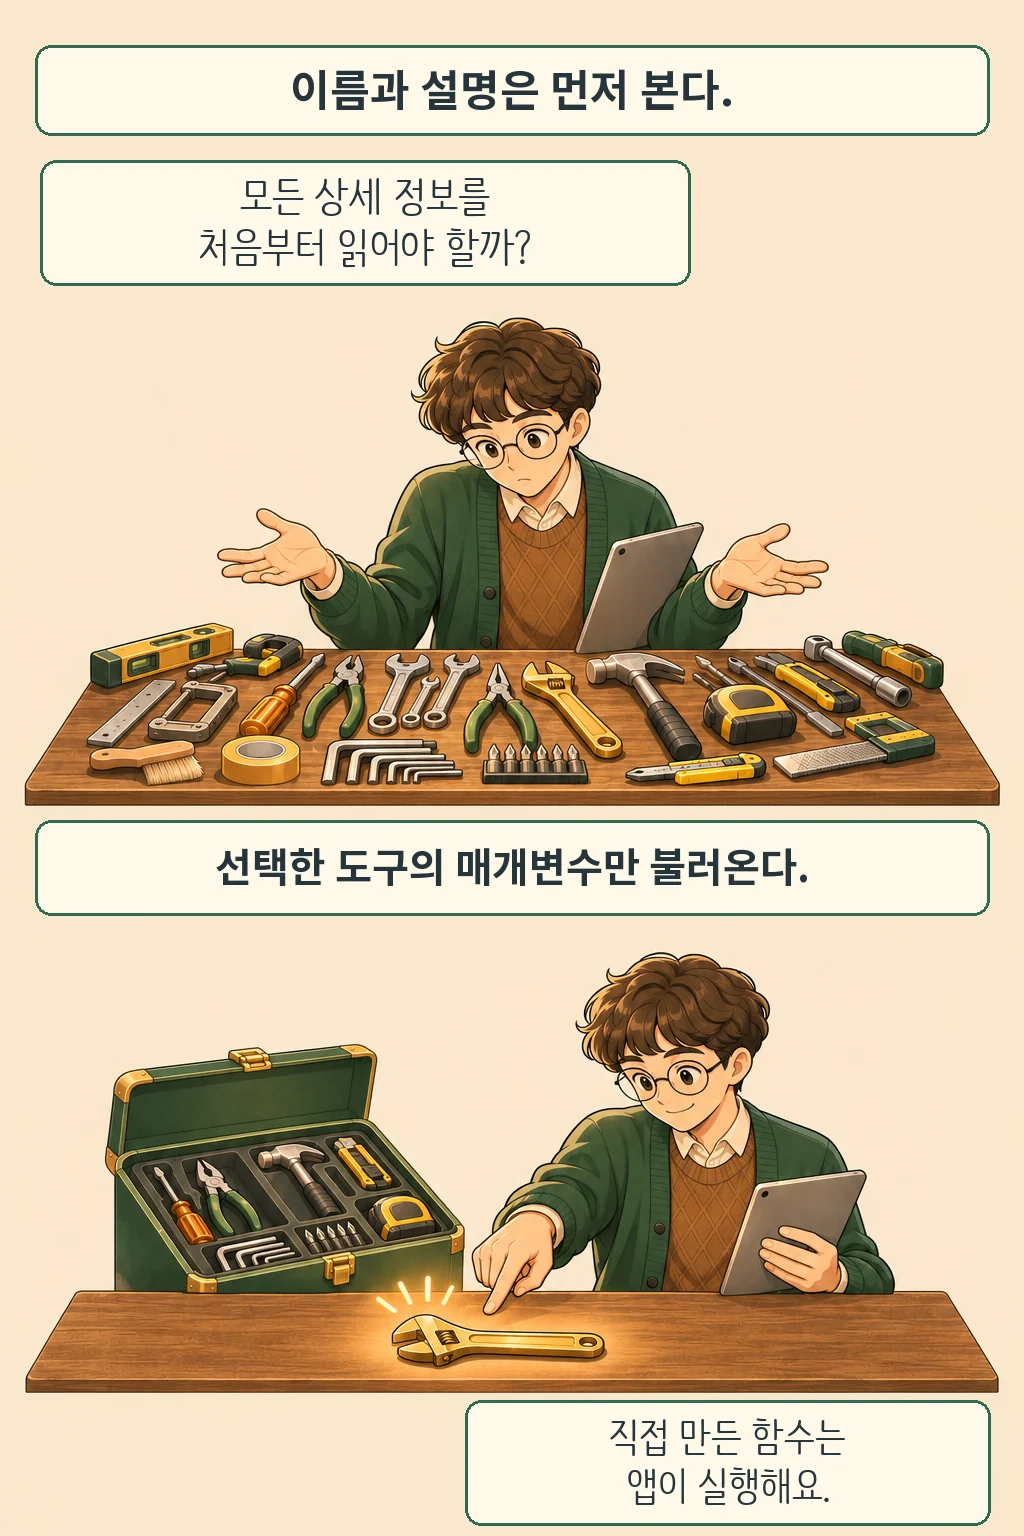 이름과 설명은 먼저 본다.
모든 상세 정보를
처음부터 읽어야 할까?
선택한 도구의 매개변수만 불러온다.
직접 만든 함수는
앱이 실행해요.